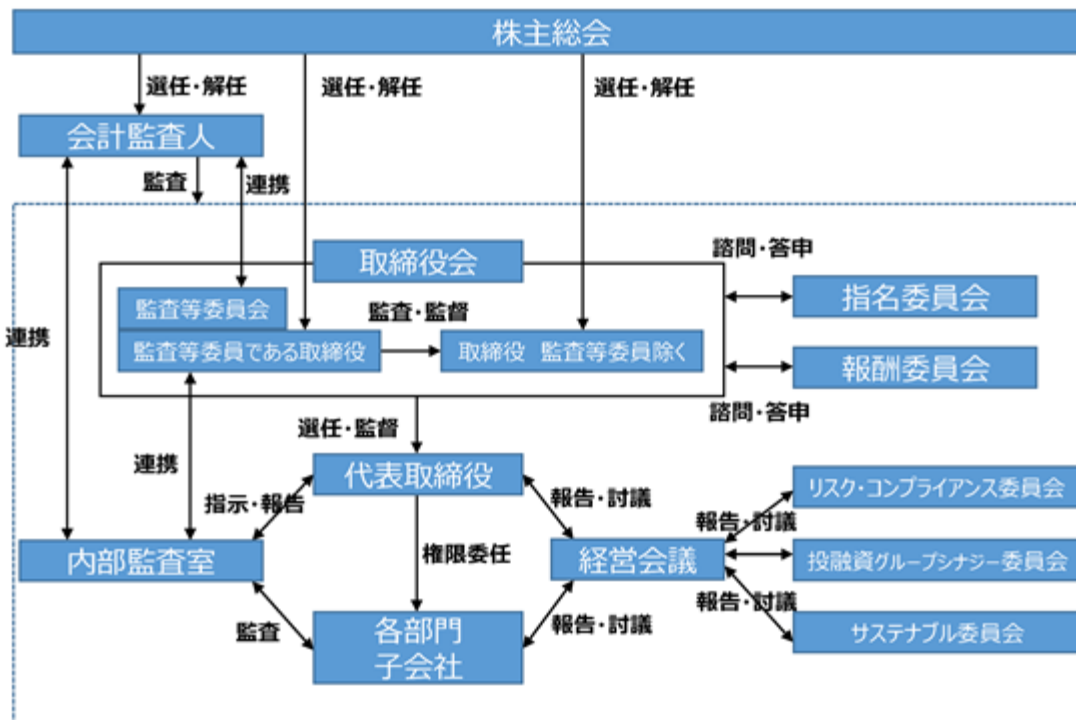 株主総会
選任・解任
選任・解任
選任・解任
会計監査人
監査
連携
連携
取締役会
諮問・答申
監査等委員会
監査・監督
指名委員会
監査等委員である取締役
取締役 監査等委員除く
報酬委員会
諮問・答申
選任・監督
連携
代表取締役
指示・報告
報告・討議
リスク・コンプライアンス委員会
報告・討議
内部監査室
権限委任
経営会議
投融資グループシナジー委員会
報告・討議
監査
各部門
子会社
報告・討議
サステナブル委員会